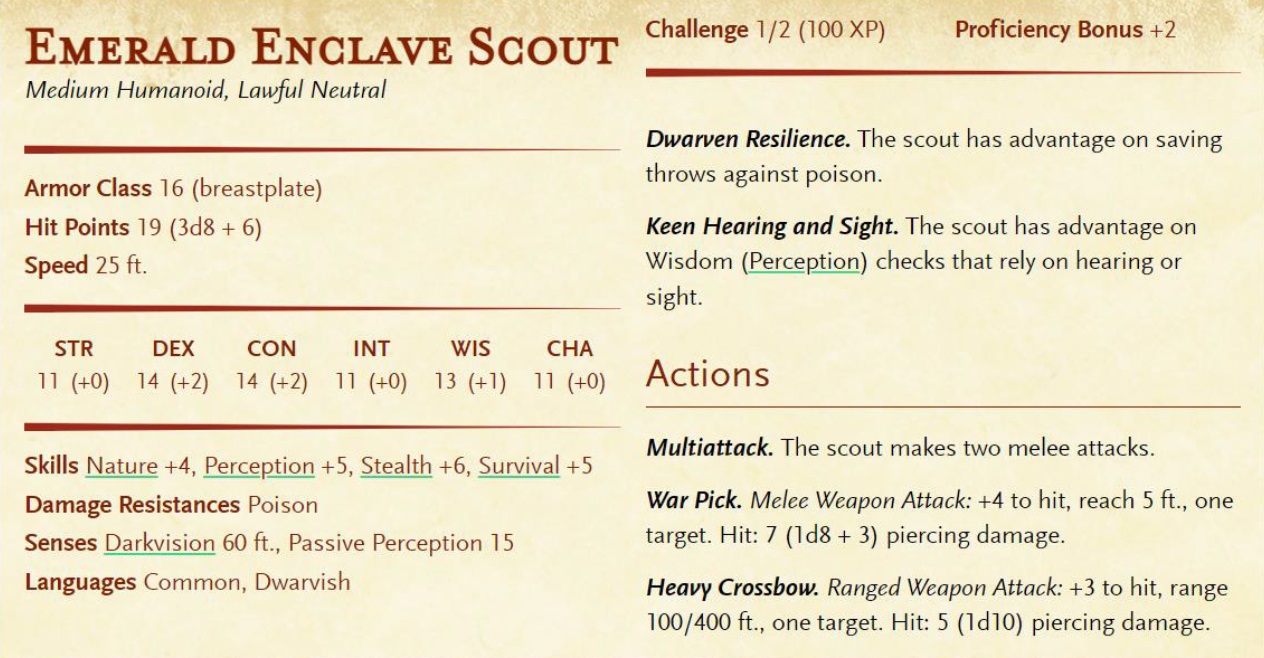 Emerald Enclave Scout
Medium Humanoid, Lawful Neutral
Armor Class 16 (breastplate)
Hit Points 19 (3d8 + 6)
Speed 25 ft.
STR DEX CON INT WIS CHA
11 (+0) 14 (+2) 14 (+2) 11 (+0) 13 (+1) 11 (+0)
Skills Nature +4, Perception +5, Stealth +6, Survival +5
Damage Resistances Poison
Senses Darkvision 60 ft., Passive Perception 15
Languages Common, Dwarvish
Challenge 1/2 (100 XP) Proficiency Bonus +2
Dwarven Resilience. The scout has advantage on saving
throws against poison.
Keen Hearing and Sight. The scout has advantage on
Wisdom (Perception) checks that rely on hearing or
sight.
Actions
Multiattack. The scout makes two melee attacks.
War Pick. Melee Weapon Attack: +4 to hit, reach 5 ft., one
target. Hit: 7 (1d8 + 3) piercing damage.
Heavy Crossbow. Ranged Weapon Attack: +3 to hit, range
100/400 ft., one target. Hit: 5 (1d10) piercing damage.